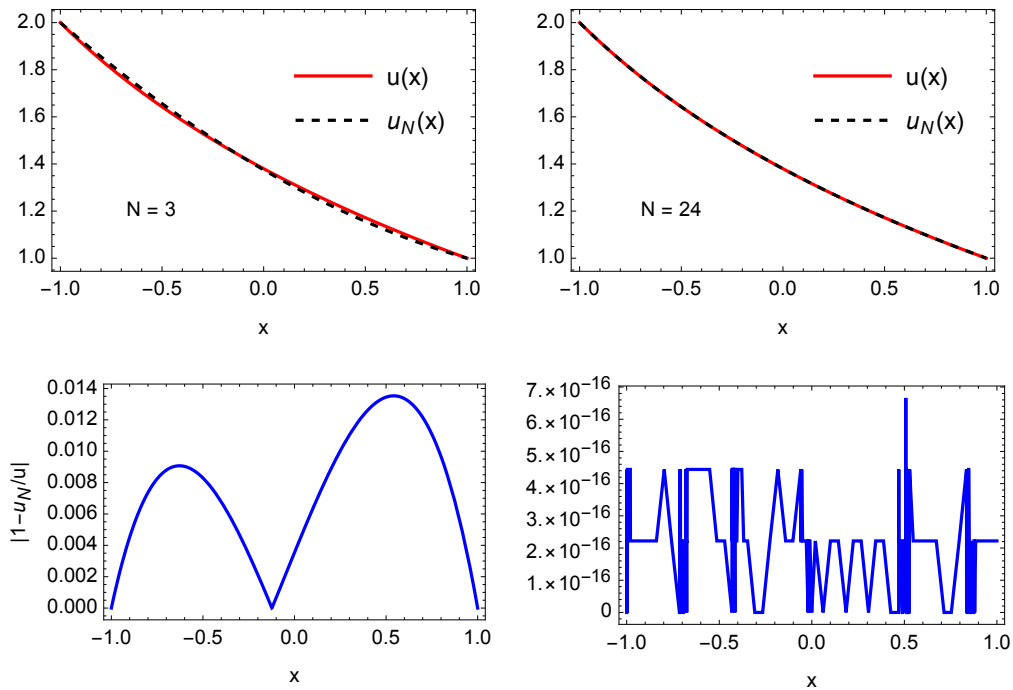 2.0
1.8
u(x)
1.6
u_N(x)
1.4
N = 3
1.2
1.0
−1.0 −0.5 0.0 0.5 1.0
x
2.0
1.8
u(x)
1.6
u_N(x)
1.4
N = 24
1.2
1.0
−1.0 −0.5 0.0 0.5 1.0
x
|1−u_N/u|
0.014
0.012
0.010
0.008
0.006
0.004
0.002
0.000
−1.0 −0.5 0.0 0.5 1.0
x
7.×10^−16
6.×10^−16
5.×10^−16
4.×10^−16
3.×10^−16
2.×10^−16
1.×10^−16
0
−1.0 −0.5 0.0 0.5 1.0
x